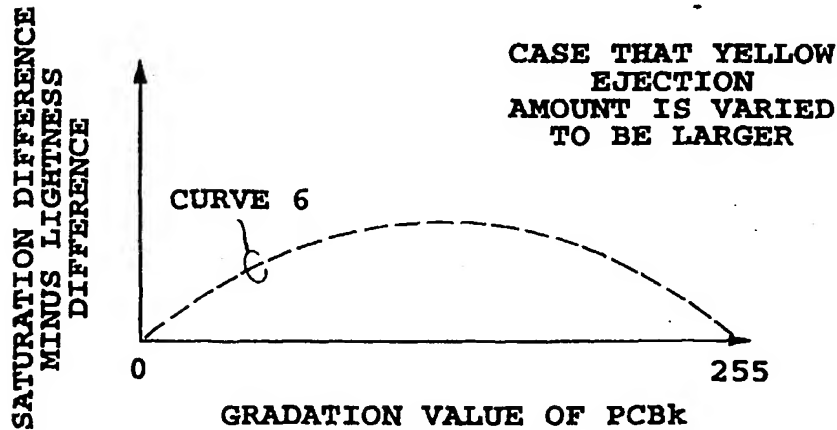 SATURATION DIFFERENCE
MINUS LIGHTNESS
DIFFERENCE
CASE THAT YELLOW
EJECTION
AMOUNT IS VARIED
TO BE LARGER
CURVE 6
0
255
GRADATION VALUE OF PCBk